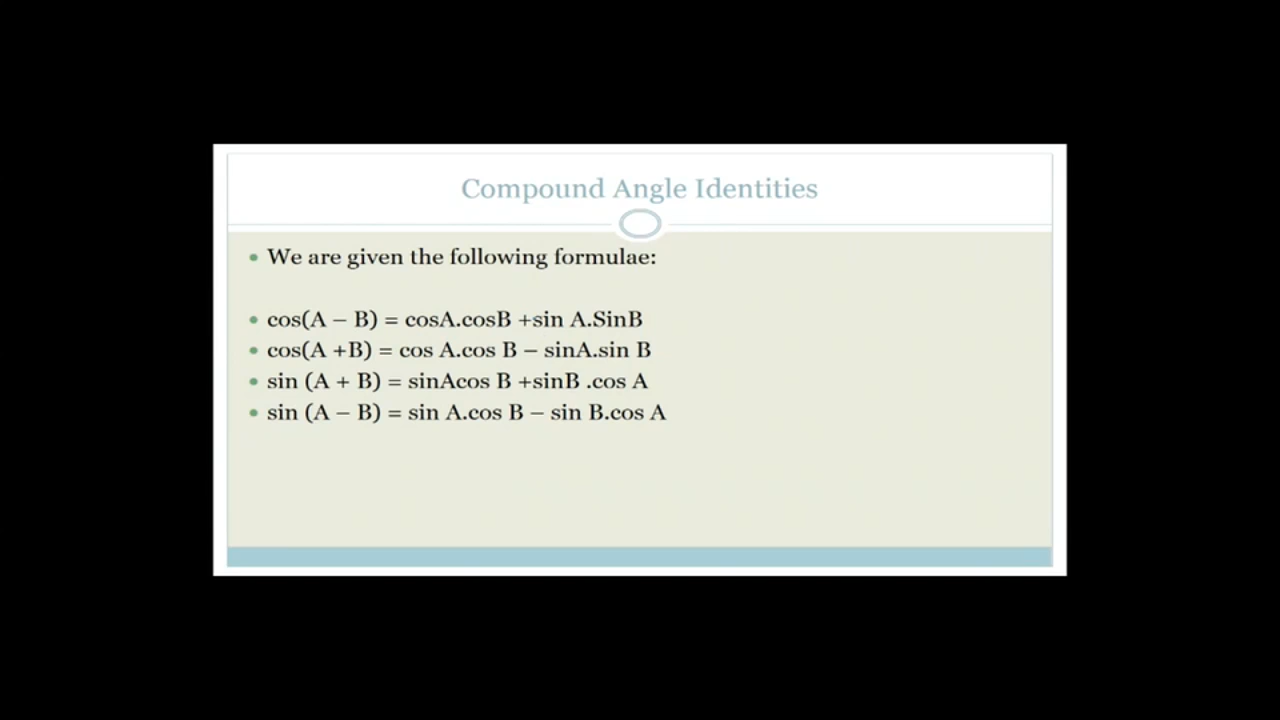 Compound Angle Identities
• We are given the following formulae:
• cos(A – B) = cosA.cosB +sin A.SinB
• cos(A +B) = cos A.cos B – sinA.sin B
• sin (A + B) = sinAcos B +sinB .cos A
• sin (A – B) = sin A.cos B – sin B.cos A